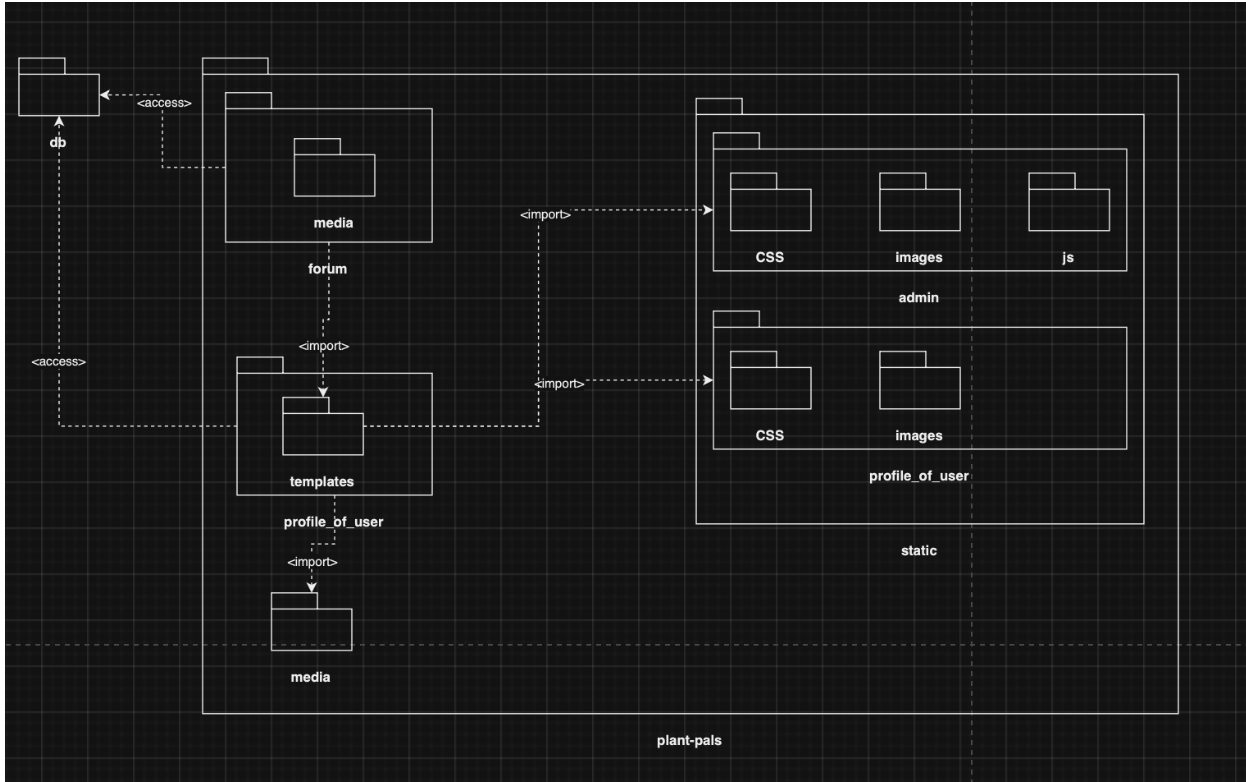 <access>
db
media
<import>
CSS
images
js
forum
admin
<import>
<access>
<import>
CSS
images
templates
profile_of_user
profile_of_user
static
<import>
media
plant-pals